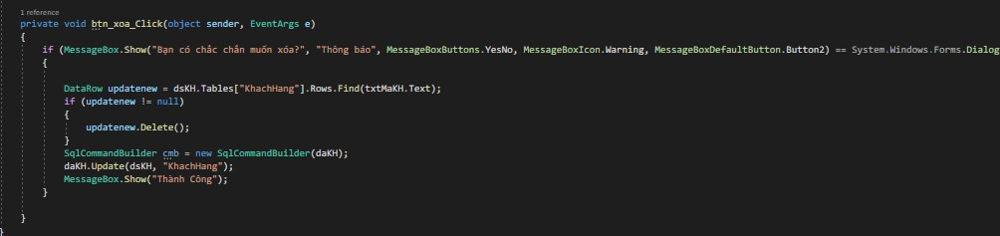 1 reference
private void btn_xoa_Click(object sender, EventArgs e)
{
if (MessageBox.Show("Bạn có chắc chắn muốn xóa?", "Thông báo", MessageBoxButtons.YesNo, MessageBoxIcon.Warning, MessageBoxDefaultButton.Button2) == System.Windows.Forms.Dialog
{
DataRow updatenew = dsKH.Tables["KhachHang"].Rows.Find(txtMaKH.Text);
if (updatenew != null)
{
updatenew.Delete();
}
SqlCommandBuilder cmb = new SqlCommandBuilder(daKH);
daKH.Update(dsKH, "KhachHang");
MessageBox.Show("Thành Công");
}
}
}